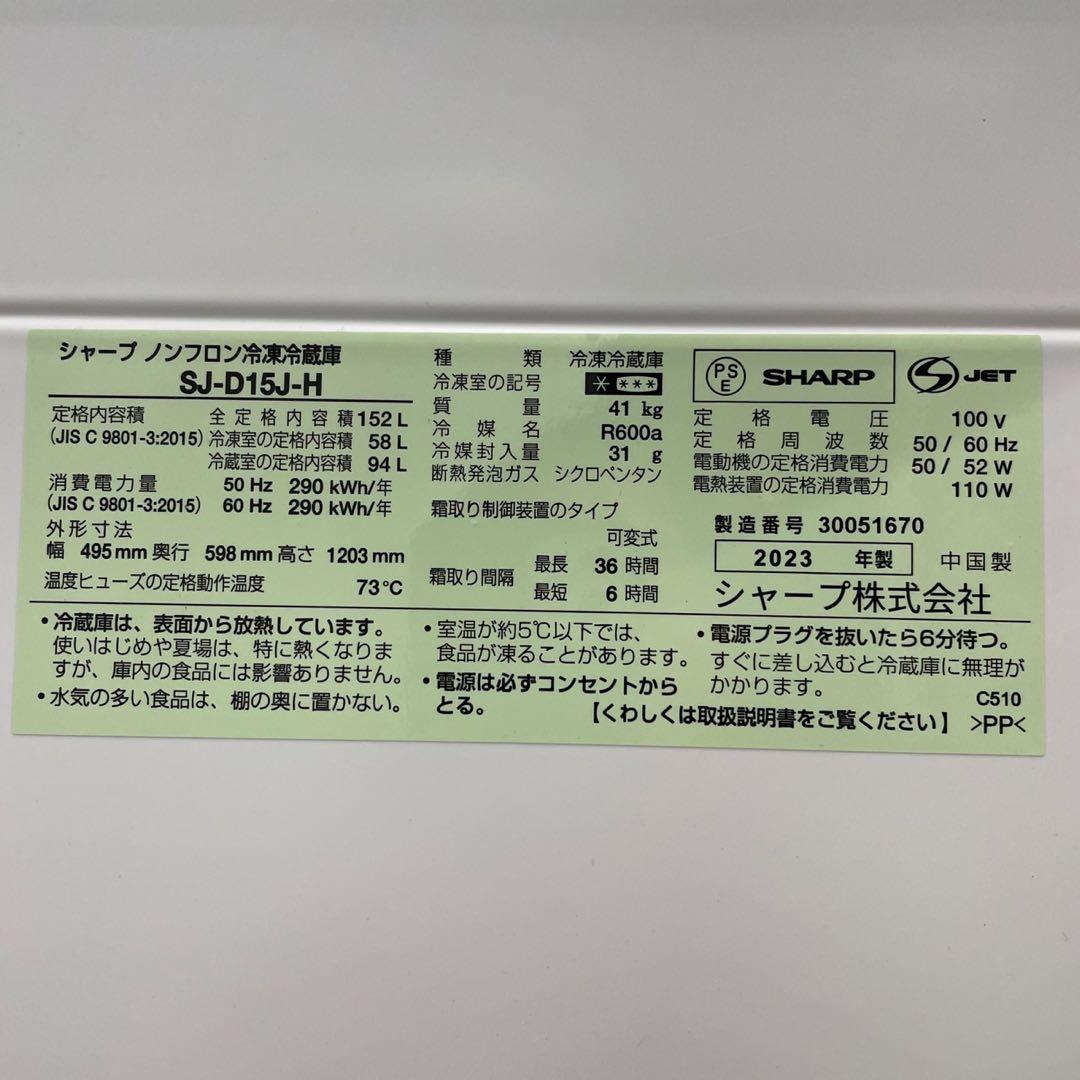 シャープ ノンフロン冷凍冷蔵庫
SJ-D15J-H
定格内容積 全定格内容積 152 L
(JIS C 9801-3:2015) 冷凍室の定格内容積 58 L
冷蔵室の定格内容積 94 L
消費電力量 50 Hz 290 kWh/年
(JIS C 9801-3:2015) 60 Hz 290 kWh/年
外形寸法
幅 495 mm 奥行 598 mm 高さ 1203 mm
温度ヒューズの定格動作温度 73℃
種類 冷凍冷蔵庫
冷凍室の記号 * ***
質量 41 kg
冷媒名 R600a
冷媒封入量 31 g
断熱発泡ガス シクロペンタン
霜取り制御装置のタイプ
可変式
霜取り間隔 最長 36 時間
最短 6 時間
PSE SHARP JET
定格電圧 100 V
定格周波数 50 / 60 Hz
電動機の定格消費電力 50 / 52 W
電熱装置の定格消費電力 110 W
製造番号 30051670
2023 年製 中国製
シャープ株式会社
・冷蔵庫は、表面から放熱しています。
使いはじめや夏場は、特に熱くなりま
すが、庫内の食品には影響ありません。
・水気の多い食品は、棚の奥に置かない。
・室温が約5℃以下では、
食品が凍ることがあります。
・電源は必ずコンセントから
とる。
・電源プラグを抜いたら6分待つ。
すぐに差し込むと冷蔵庫に無理が
かかります。
C510
【くわしくは取扱説明書をご覧ください】 >PP<